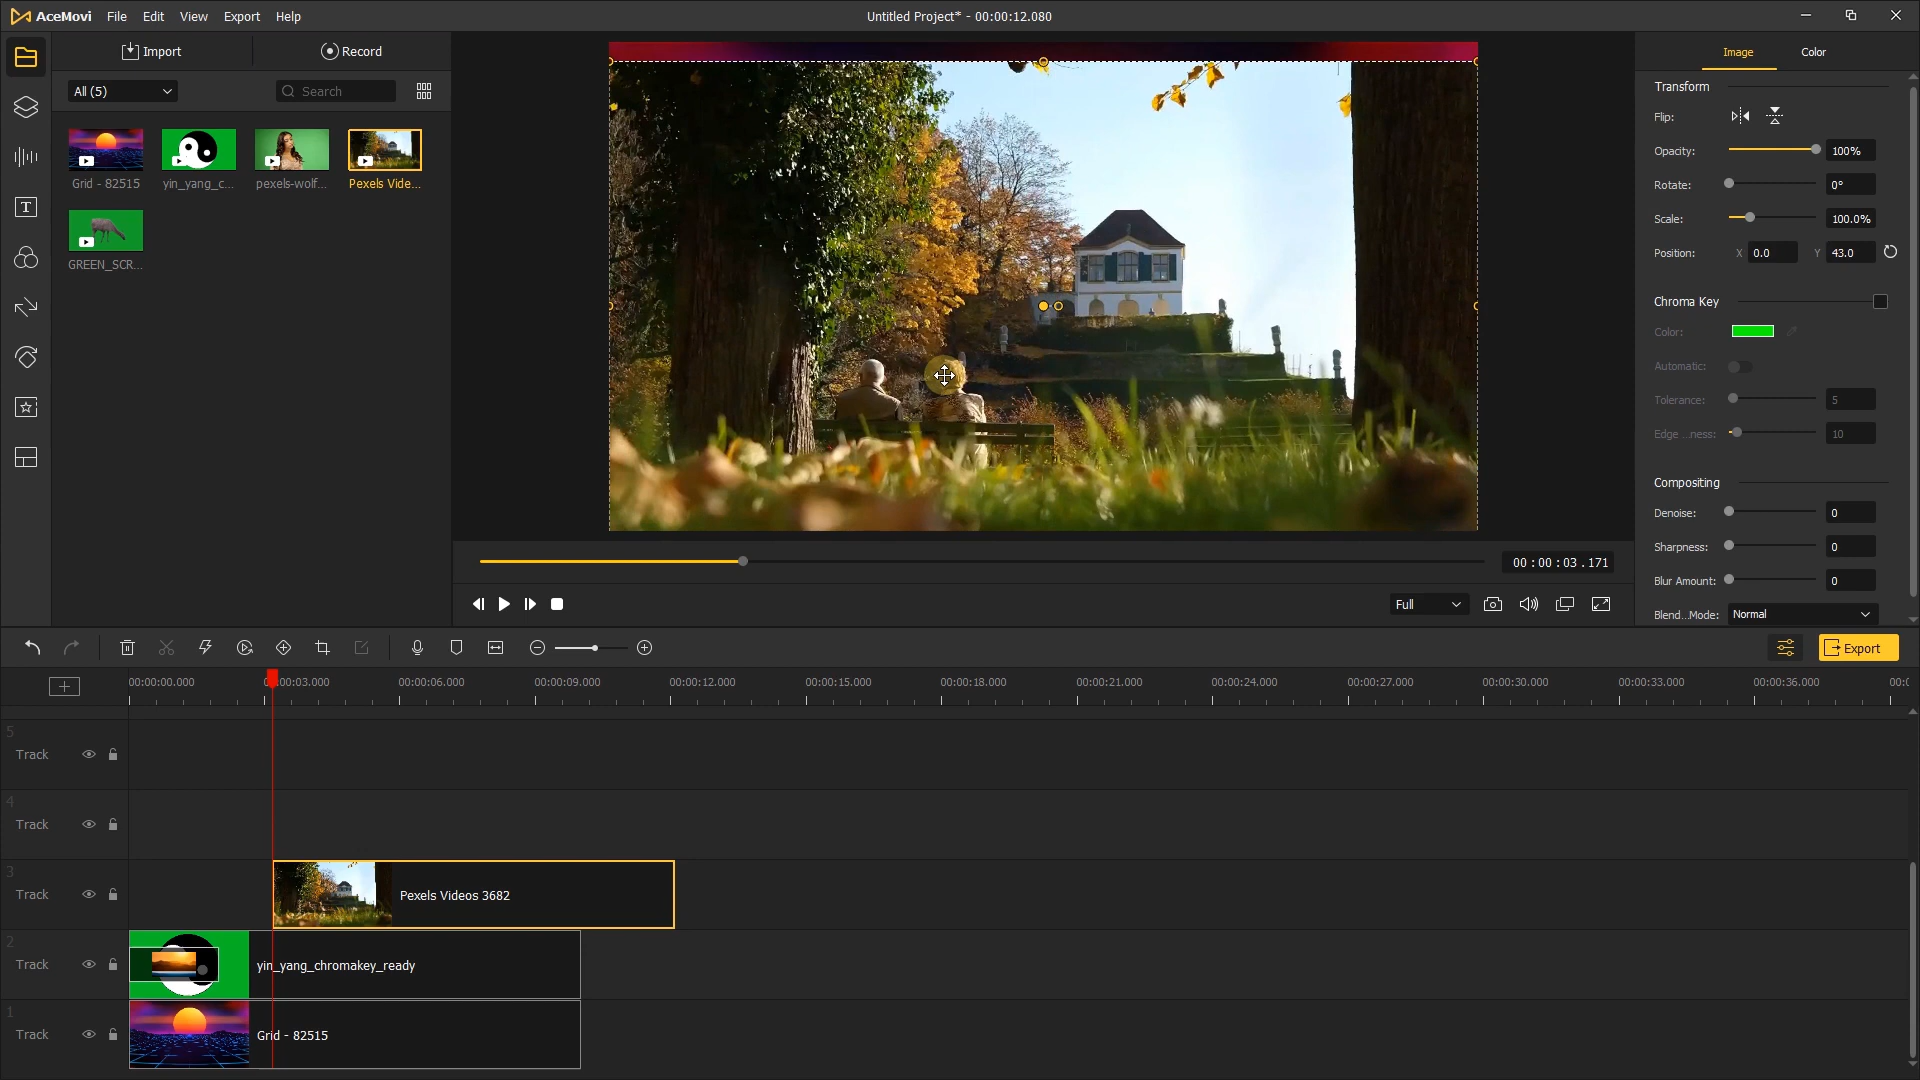 AceMovi File Edit View Export Help
Untitled Project* - 00:00:12.080
Import
Record
All (5)
Search
Grid - 82515
yin_yang_c...
pexels-wolf...
Pexels Vide...
GREEN_SCR...
Image
Color
Transform
Flip:
Opacity: 100%
Rotate: 0°
Scale: 100.0%
Position: X 0.0 Y 43.0
Chroma Key
Color:
Automatic:
Tolerance: 5
Edge ...ness: 10
Compositing
Denoise: 0
Sharpness: 0
Blur Amount: 0
Blend...Mode: Normal
00 : 00 : 03 . 171
Full
Export
00:00:00.000
:00:03.000
00:00:06.000
00:00:09.000
00:00:12.000
00:00:15.000
00:00:18.000
00:00:21.000
00:00:24.000
00:00:27.000
00:00:30.000
00:00:33.000
00:00:36.000
00:0
5
Track
4
Track
3
Track
Pexels Videos 3682
2
Track
yin_yang_chromakey_ready
1
Track
Grid - 82515